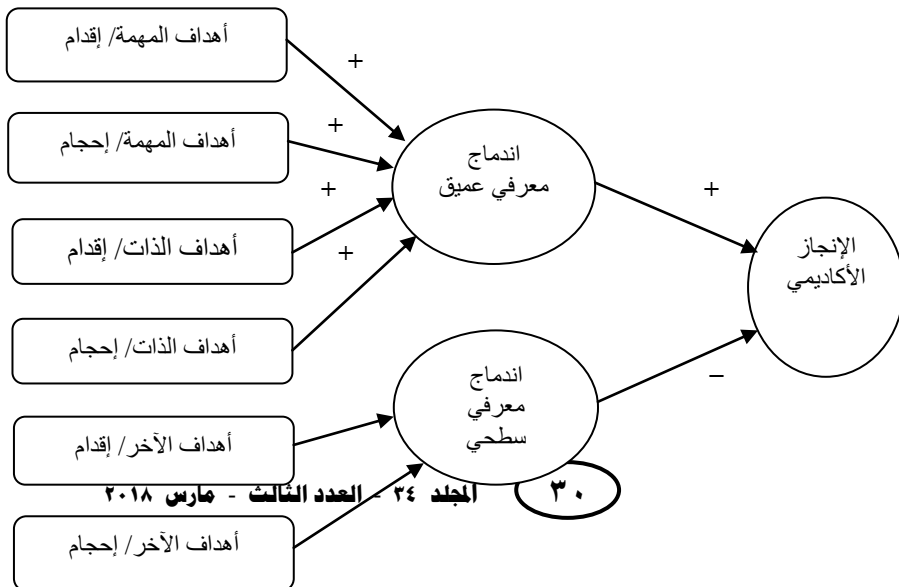 أهداف المهمة/ إقدام
+
أهداف المهمة/ إحجام
+
أهداف الذات/ إقدام
+
أهداف الذات/ إحجام
+
اندماج
معرفي عميق
+
الإنجاز
الأكاديمي
اندماج
معرفي
سطحي
–
أهداف الآخر/ إقدام
أهداف الآخر/ إحجام
٣٠
المجلد ٣٤ - العدد الثالث - مارس ٢٠١٨